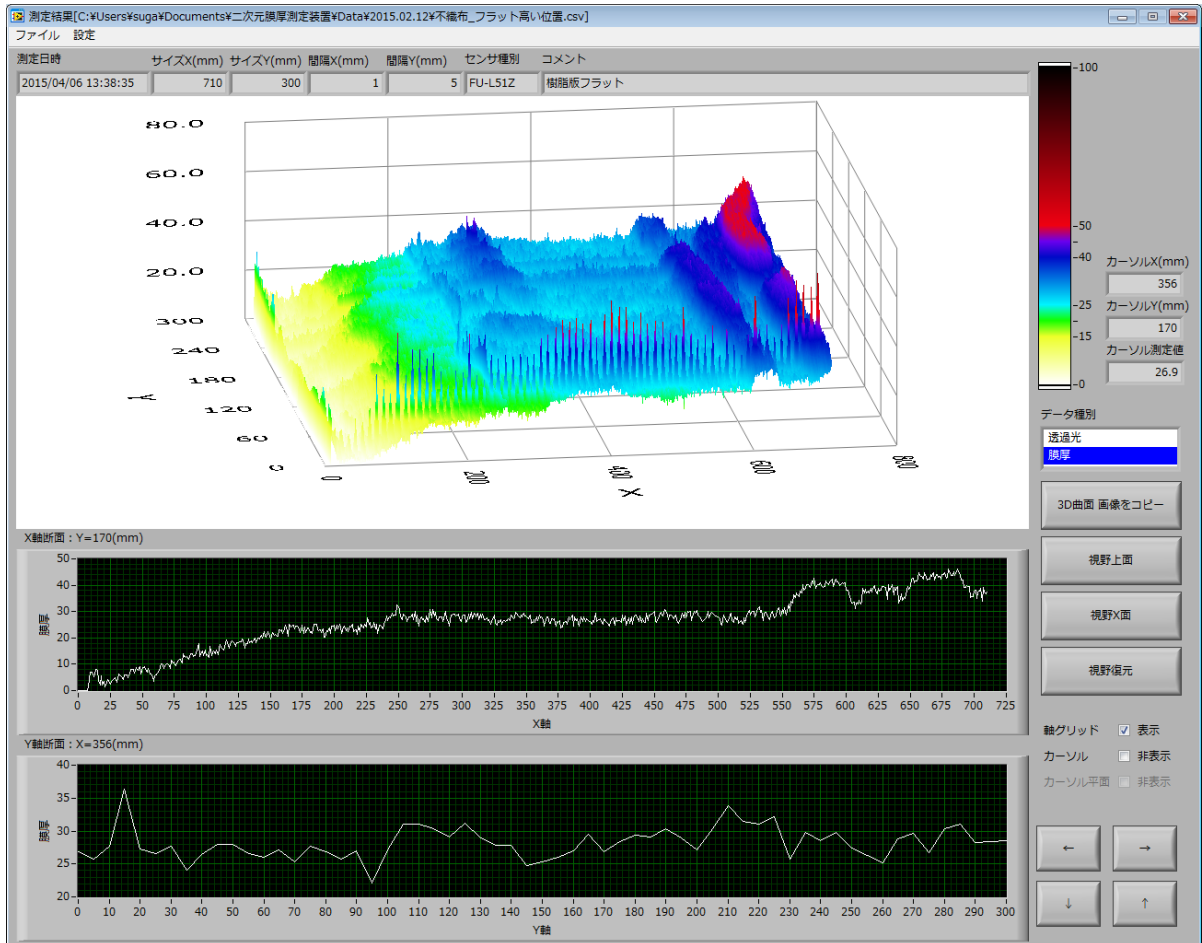 測定結果[C:¥Users¥suga¥Documents¥二次元膜厚測定装置¥Data¥2015.02.12¥不織布_フラット高い位置.csv]
ファイル 設定
測定日時 サイズX(mm) サイズY(mm) 間隔X(mm) 間隔Y(mm) センサ種別 コメント
2015/04/06 13:38:35 710 300 1 5 FU-L51Z 樹脂版フラット
80.0
60.0
40.0
20.0
300
240
180
120
60
0
Y
0 200 400 600 800
X
100
50
40
25
15
0
カーソルX(mm)
356
カーソルY(mm)
170
カーソル測定値
26.9
データ種別
透過光
膜厚
3D曲面 画像をコピー
視野上面
視野X面
視野復元
X軸断面：Y=170(mm)
膜厚
50
40
30
20
10
0
0 25 50 75 100 125 150 175 200 225 250 275 300 325 350 375 400 425 450 475 500 525 550 575 600 625 650 675 700 725
X軸
Y軸断面：X=356(mm)
膜厚
40
35
30
25
20
0 10 20 30 40 50 60 70 80 90 100 110 120 130 140 150 160 170 180 190 200 210 220 230 240 250 260 270 280 290 300
Y軸
軸グリッド 表示
カーソル 非表示
カーソル平面 非表示
← →
↓ ↑